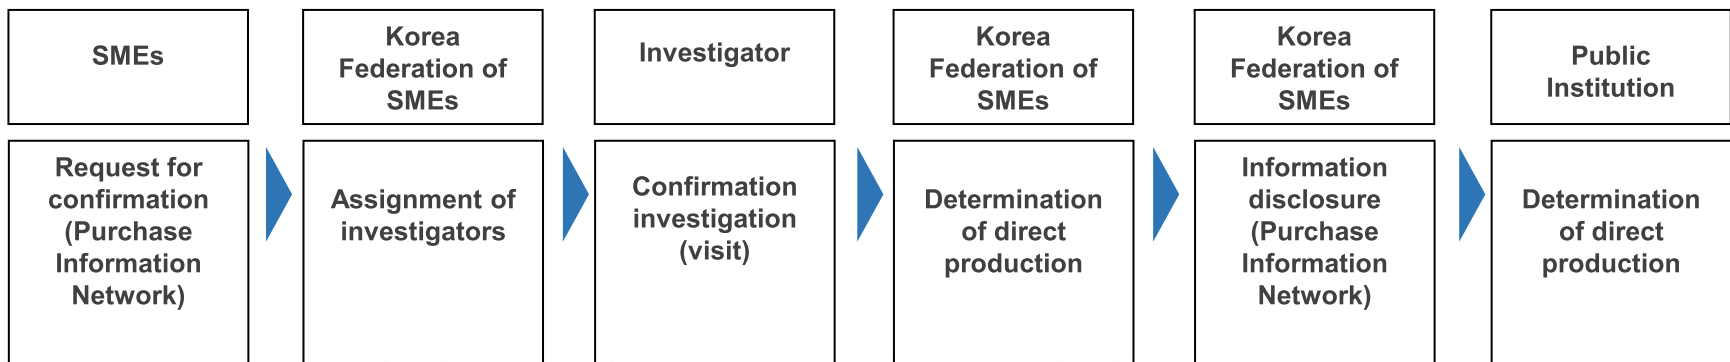 SMEs
Korea
Federation of
SMEs
Investigator
Korea
Federation of
SMEs
Korea
Federation of
SMEs
Public
Institution
Request for
confirmation
(Purchase
Information
Network)
Assignment of
investigators
Confirmation
investigation
(visit)
Determination
of direct
production
Information
disclosure
(Purchase
Information
Network)
Determination
of direct
production